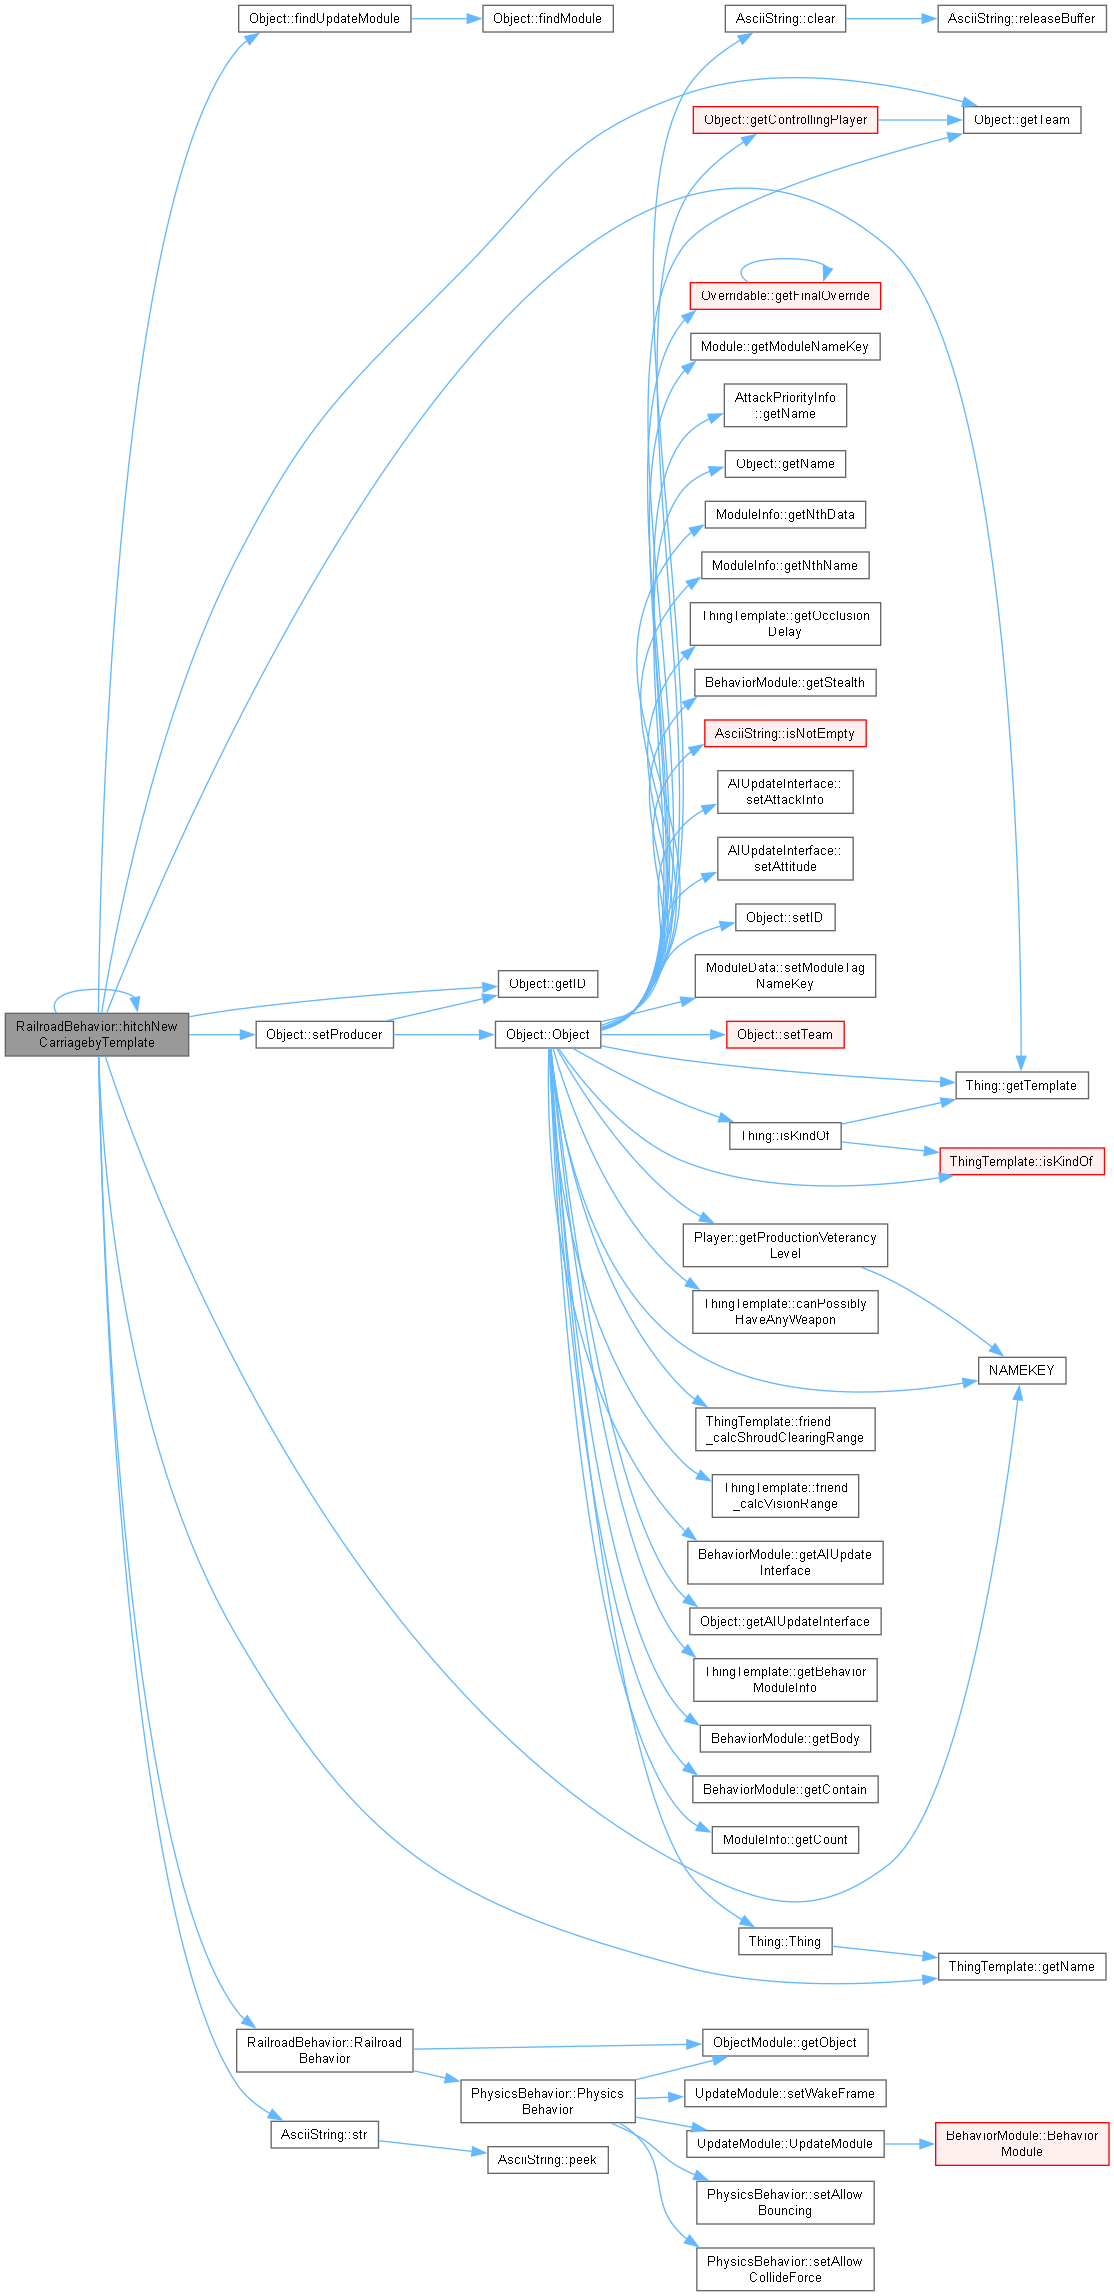 Object::findUpdateModule
Object::findModule
AsciiString::clear
AsciiString::releaseBuffer
Object::getControllingPlayer
Object::getTeam
Overridable::getFinalOverride
Module::getModuleNameKey
AttackPriorityInfo
::getName
Object::getName
ModuleInfo::getNthData
ModuleInfo::getNthName
ThingTemplate::getOcclusion
Delay
BehaviorModule::getStealth
AsciiString::isNotEmpty
AIUpdateInterface::
setAttackInfo
AIUpdateInterface::
setAttitude
Object::setID
ModuleData::setModuleTag
NameKey
Object::getID
RailroadBehavior::hitchNew
CarriagebyTemplate
Object::setProducer
Object::Object
Object::setTeam
Thing::getTemplate
Thing::isKindOf
ThingTemplate::isKindOf
Player::getProductionVeterancy
Level
ThingTemplate::canPossibly
HaveAnyWeapon
NAMEKEY
ThingTemplate::friend
_calcShroudClearingRange
ThingTemplate::friend
_calcVisionRange
BehaviorModule::getAIUpdate
Interface
Object::getAIUpdateInterface
ThingTemplate::getBehavior
ModuleInfo
BehaviorModule::getBody
BehaviorModule::getContain
ModuleInfo::getCount
Thing::Thing
ThingTemplate::getName
RailroadBehavior::Railroad
Behavior
ObjectModule::getObject
PhysicsBehavior::Physics
Behavior
UpdateModule::setWakeFrame
AsciiString::str
UpdateModule::UpdateModule
BehaviorModule::Behavior
Module
AsciiString::peek
PhysicsBehavior::setAllow
Bouncing
PhysicsBehavior::setAllow
CollideForce